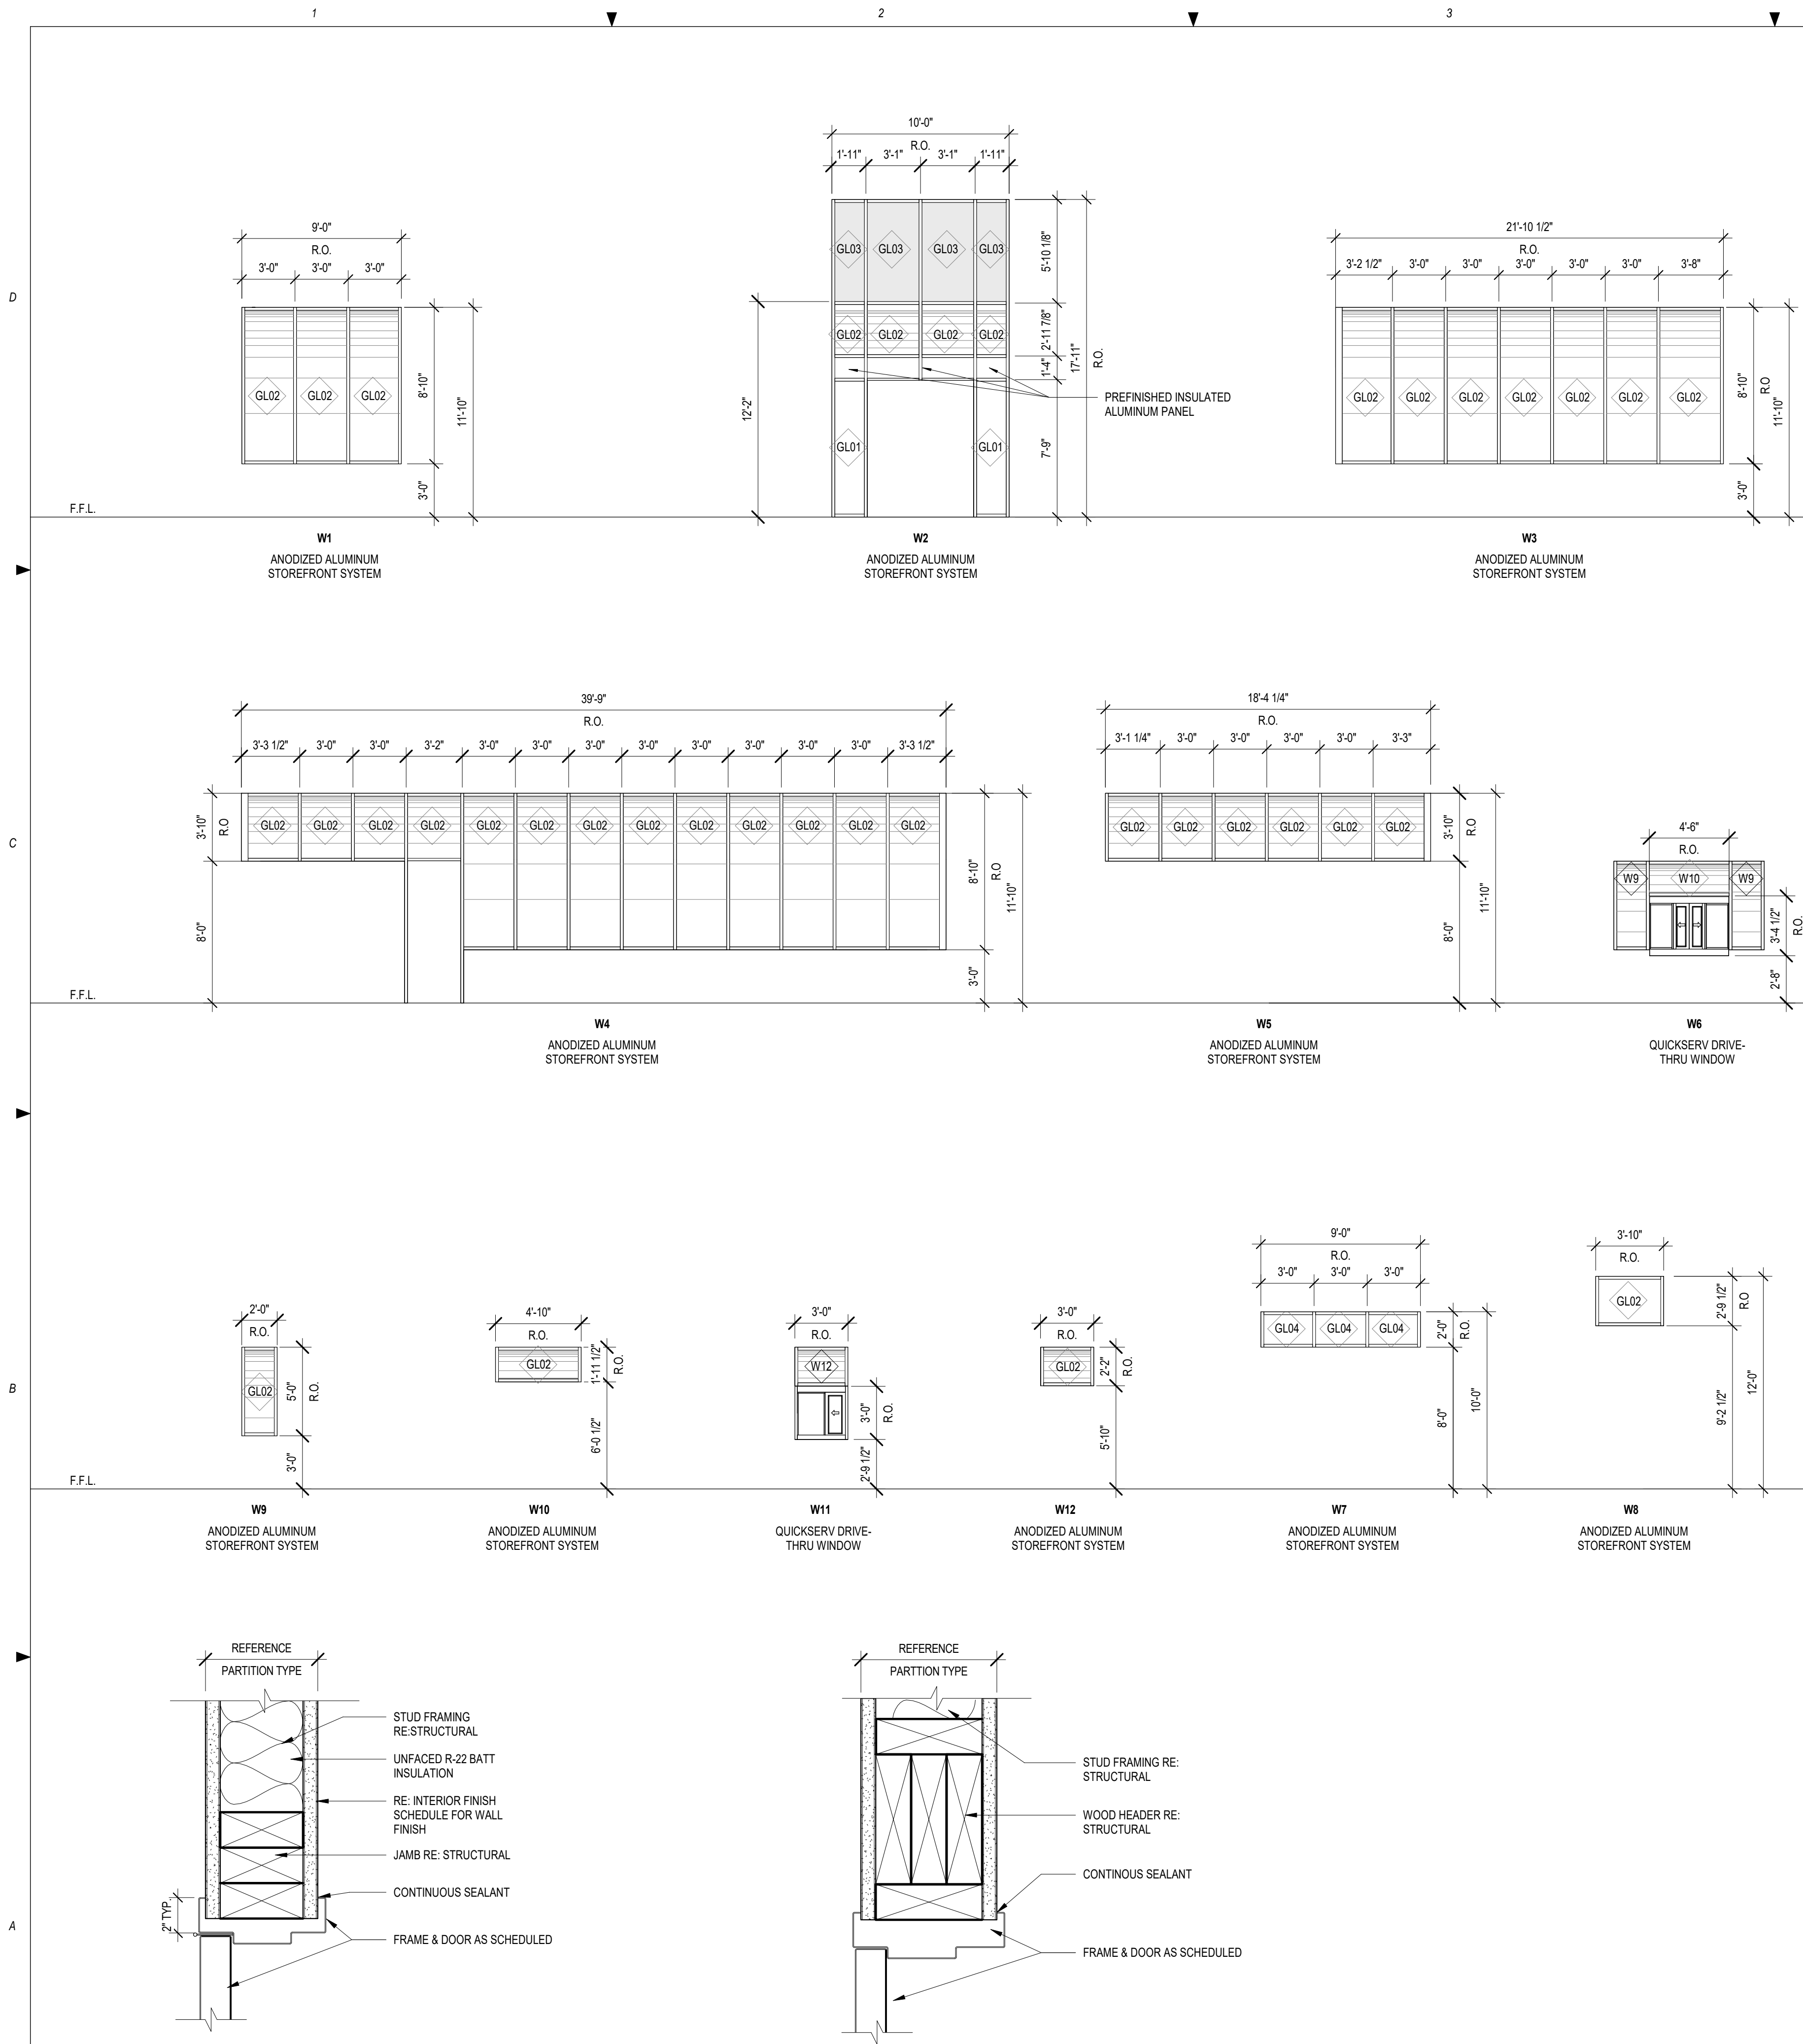 1 2 3
D
9'-0"
R.O.
3'-0" 3'-0" 3'-0"
GL02 GL02 GL02
8'-10"
3'-0"
11'-10"
F.F.L.
W1
ANODIZED ALUMINUM
STOREFRONT SYSTEM
10'-0"
R.O.
1'-11" 3'-1" 3'-1" 1'-11"
GL03 GL03 GL03 GL03
GL02 GL02 GL02 GL02
GL01 GL01
12'-2"
5'-10 1/8"
2'-11 7/8"
1'-4"
7'-9"
17'-11"
R.O.
PREFINISHED INSULATED
ALUMINUM PANEL
W2
ANODIZED ALUMINUM
STOREFRONT SYSTEM
21'-10 1/2"
R.O.
3'-2 1/2" 3'-0" 3'-0" 3'-0" 3'-0" 3'-0" 3'-8"
GL02 GL02 GL02 GL02 GL02 GL02 GL02
8'-10"
R.O
3'-0"
11'-10"
W3
ANODIZED ALUMINUM
STOREFRONT SYSTEM
C
39'-9"
R.O.
3'-3 1/2" 3'-0" 3'-0" 3'-2" 3'-0" 3'-0" 3'-0" 3'-0" 3'-0" 3'-0" 3'-0" 3'-3 1/2"
GL02 GL02 GL02 GL02 GL02 GL02 GL02 GL02 GL02 GL02 GL02 GL02
3'-10"
R.O
8'-0"
8'-10"
R.O
3'-0"
11'-10"
F.F.L.
W4
ANODIZED ALUMINUM
STOREFRONT SYSTEM
18'-4 1/4"
R.O.
3'-1 1/4" 3'-0" 3'-0" 3'-0" 3'-0" 3'-3"
GL02 GL02 GL02 GL02 GL02 GL02
3'-10"
R.O
8'-0"
11'-10"
W5
ANODIZED ALUMINUM
STOREFRONT SYSTEM
4'-6"
R.O.
W9 W10 W9
3'-4 1/2"
R.O.
2'-8"
W6
QUICKSERV DRIVE-
THRU WINDOW
B
2'-0"
R.O.
GL02
5'-0"
R.O.
3'-0"
F.F.L.
W9
ANODIZED ALUMINUM
STOREFRONT SYSTEM
4'-10"
R.O.
GL02
1'-11 1/2"
R.O.
6'-0 1/2"
W10
ANODIZED ALUMINUM
STOREFRONT SYSTEM
3'-0"
R.O.
W12
3'-0"
R.O.
2'-9 1/2"
W11
QUICKSERV DRIVE-
THRU WINDOW
3'-0"
R.O.
GL02
2'-2"
R.O.
5'-10"
W12
ANODIZED ALUMINUM
STOREFRONT SYSTEM
9'-0"
R.O.
3'-0" 3'-0" 3'-0"
GL04 GL04 GL04
2'-0"
R.O.
8'-0"
10'-0"
W7
ANODIZED ALUMINUM
STOREFRONT SYSTEM
3'-10"
R.O.
GL02
2'-9 1/2"
R.O
9'-2 1/2"
12'-0"
W8
ANODIZED ALUMINUM
STOREFRONT SYSTEM
A
REFERENCE
PARTITION TYPE
STUD FRAMING
RE:STRUCTURAL
UNFACED R-22 BATT
INSULATION
RE: INTERIOR FINISH
SCHEDULE FOR WALL
FINISH
JAMB RE: STRUCTURAL
CONTINUOUS SEALANT
2" TYP.
FRAME & DOOR AS SCHEDULED
REFERENCE
PARTTION TYPE
STUD FRAMING RE:
STRUCTURAL
WOOD HEADER RE:
STRUCTURAL
CONTINOUS SEALANT
FRAME & DOOR AS SCHEDULED